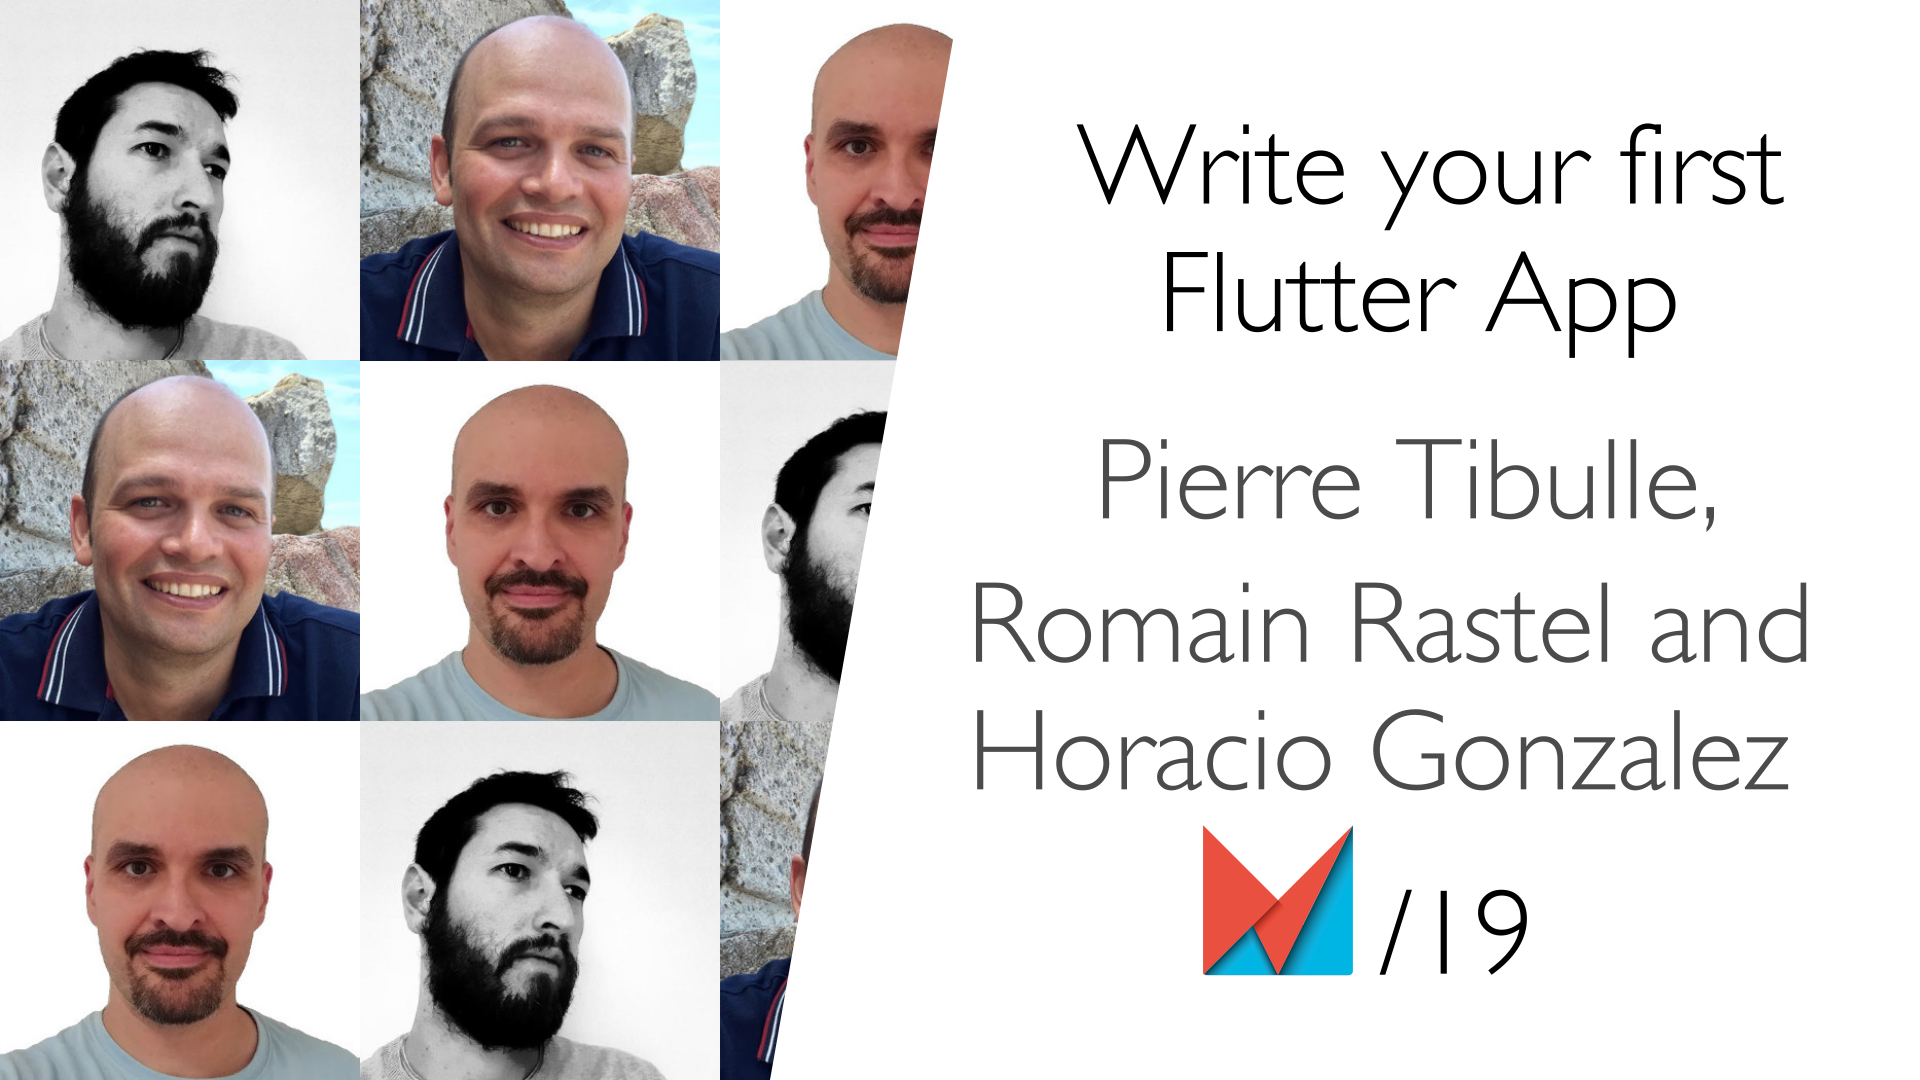 Write your first
Flutter App
Pierre Tibulle,
Romain Rastel and
Horacio Gonzalez
/19